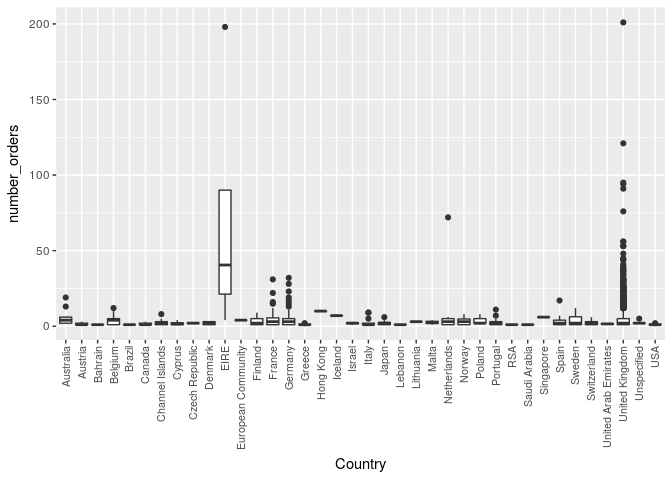 200
150
100
50
0
number_orders
Australia
Austria
Bahrain
Belgium
Brazil
Canada
Channel Islands
Cyprus
Czech Republic
Denmark
EIRE
European Community
Finland
France
Germany
Greece
Hong Kong
Iceland
Israel
Italy
Japan
Lebanon
Lithuania
Malta
Netherlands
Norway
Poland
Portugal
RSA
Saudi Arabia
Singapore
Spain
Sweden
Switzerland
United Arab Emirates
United Kingdom
Unspecified
USA
Country